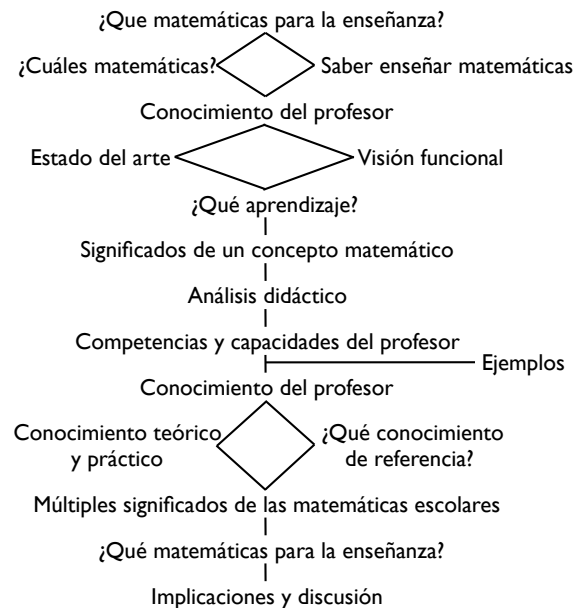 ¿Que matemáticas para la enseñanza?
¿Cuáles matemáticas?
Saber enseñar matemáticas
Conocimiento del profesor
Estado del arte
Visión funcional
¿Qué aprendizaje?
Significados de un concepto matemático
Análisis didáctico
Competencias y capacidades del profesor
Ejemplos
Conocimiento del profesor
Conocimiento teórico
y práctico
¿Qué conocimiento
de referencia?
Múltiples significados de las matemáticas escolares
¿Qué matemáticas para la enseñanza?
Implicaciones y discusión